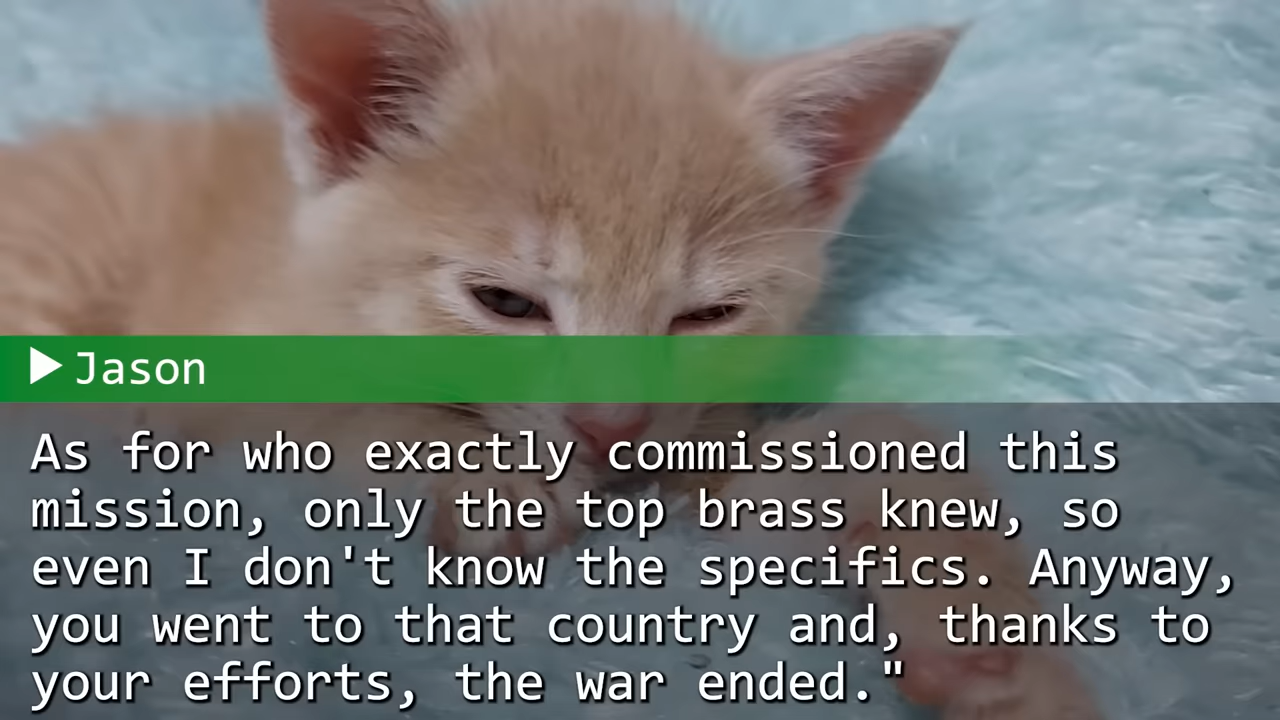 Jason
As for who exactly commissioned this
mission, only the top brass knew, so
even I don't know the specifics. Anyway,
you went to that country and, thanks to
your efforts, the war ended."